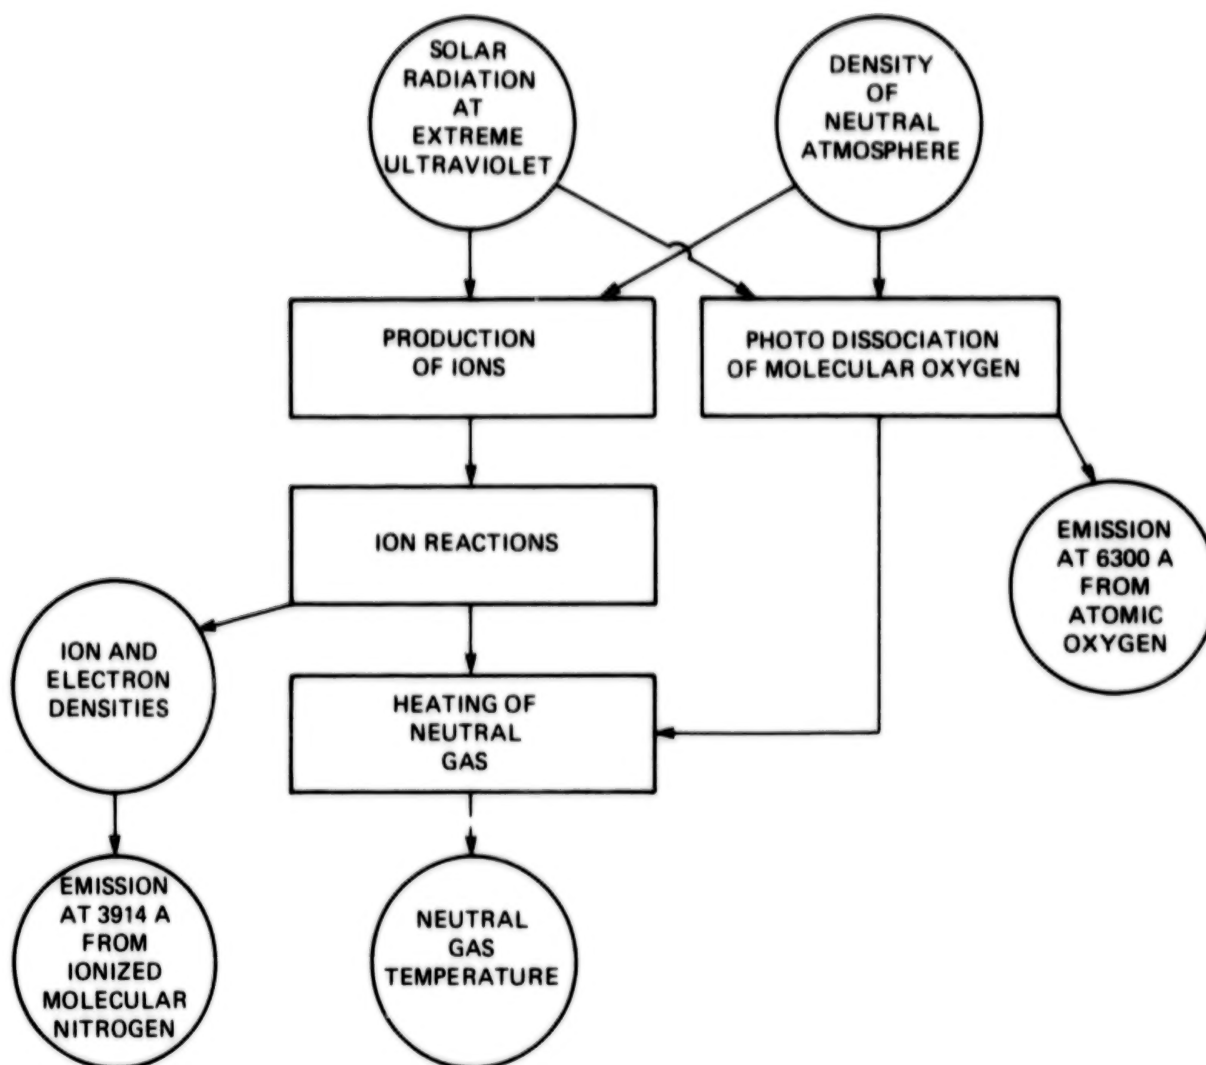 SOLAR
RADIATION
AT
EXTREME
ULTRAVIOLET
DENSITY
OF
NEUTRAL
ATMOSPHERE
PRODUCTION
OF IONS
PHOTO DISSOCIATION
OF MOLECULAR OXYGEN
ION REACTIONS
EMISSION
AT 6300 A
FROM
ATOMIC
OXYGEN
ION AND
ELECTRON
DENSITIES
HEATING OF
NEUTRAL
GAS
EMISSION
AT 3914 A
FROM
IONIZED
MOLECULAR
NITROGEN
NEUTRAL
GAS
TEMPERATURE